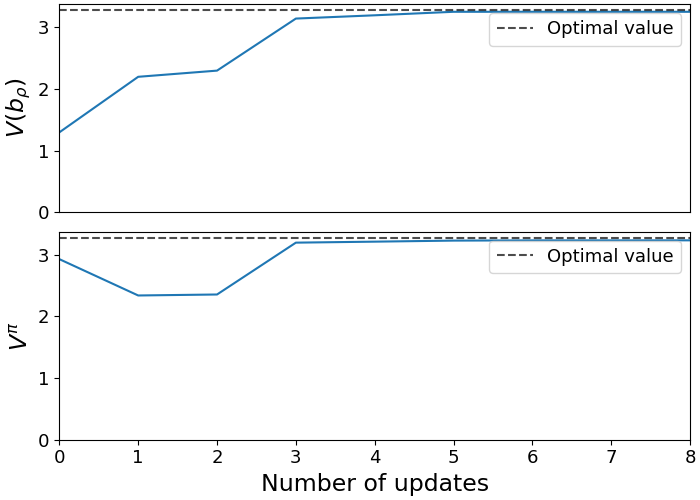 3
2
1
0
V(b_ρ)
Optimal value
3
2
1
0
V^π
Optimal value
0 1 2 3 4 5 6 7 8
Number of updates